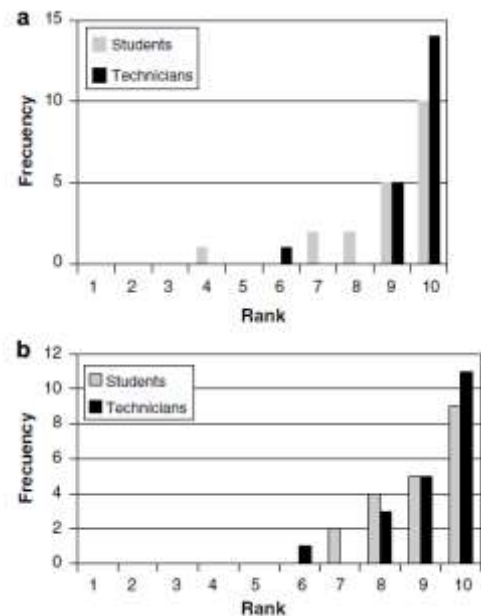 a
15
10
5
0
Frecuency
Students
Technicians
1 2 3 4 5 6 7 8 9 10
Rank
b
12
10
8
6
4
2
0
Frecuency
Students
Technicians
1 2 3 4 5 6 7 8 9 10
Rank